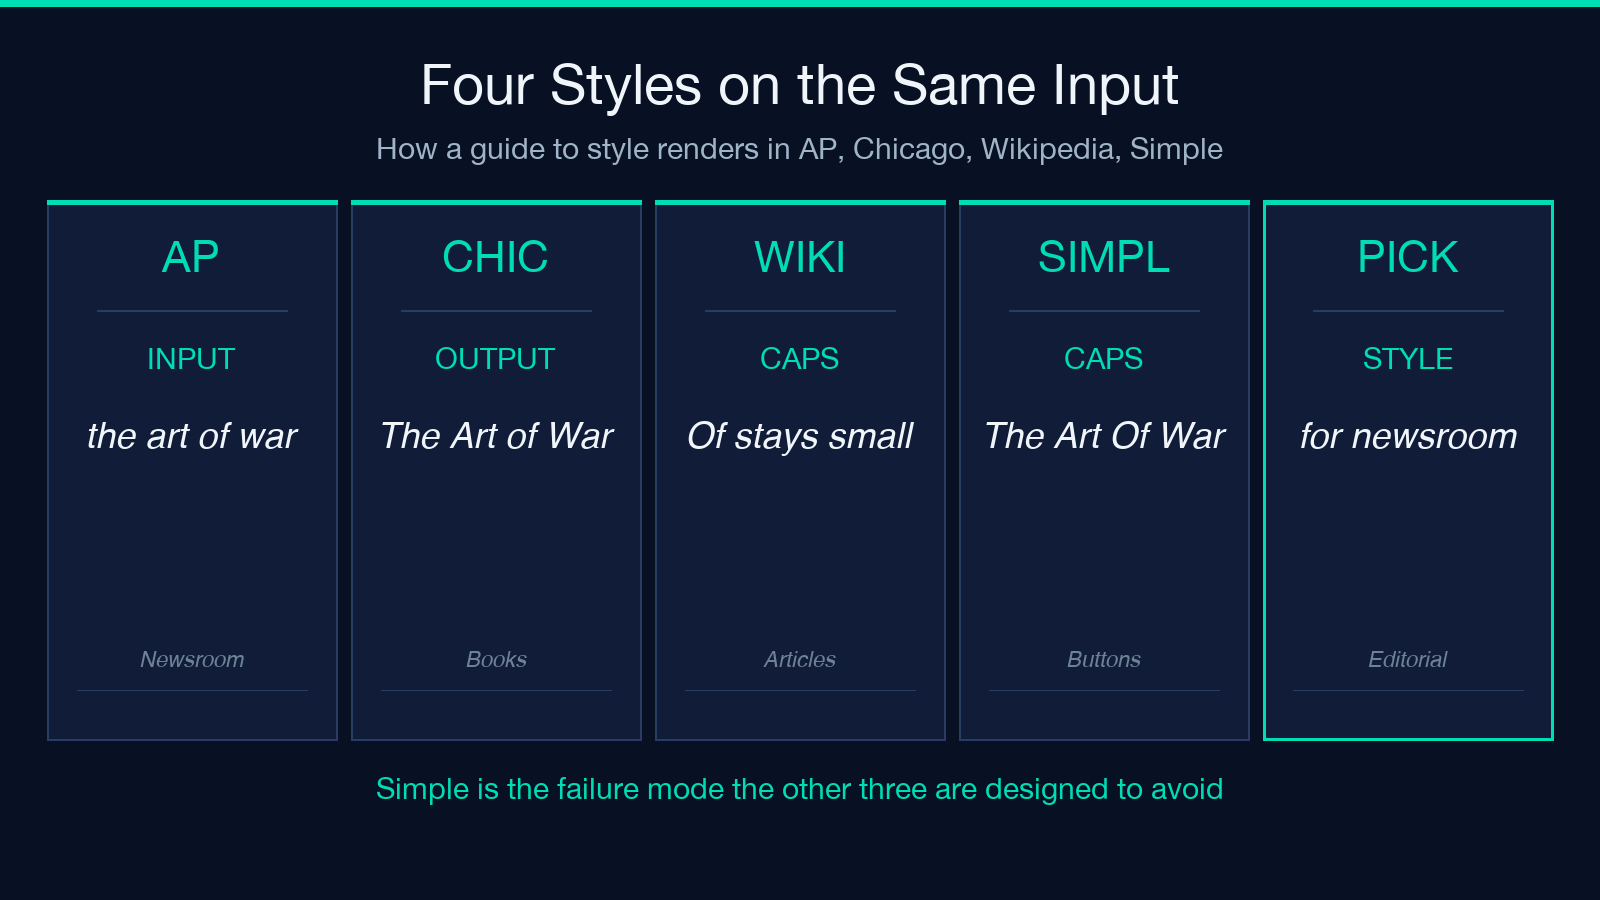 Four Styles on the Same Input
How a guide to style renders in AP, Chicago, Wikipedia, Simple
AP
INPUT
the art of war
Newsroom
CHIC
OUTPUT
The Art of War
Books
WIKI
CAPS
Of stays small
Articles
SIMPL
CAPS
The Art Of War
Buttons
PICK
STYLE
for newsroom
Editorial
Simple is the failure mode the other three are designed to avoid